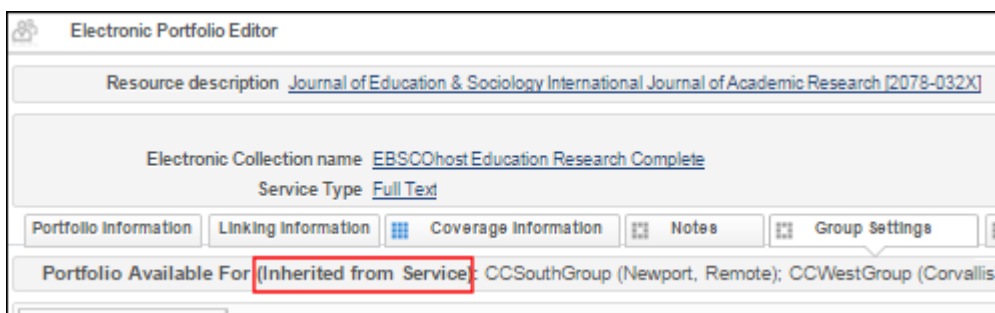 Electronic Portfolio Editor
Resource description Journal of Education & Sociology International Journal of Academic Research [2078-032X]
Electronic Collection name EBSCOhost Education Research Complete
Service Type Full Text
Portfolio Information Linking Information Coverage Information Notes Group Settings
Portfolio Available For (Inherited from Service): CCSouthGroup (Newport, Remote); CCWestGroup (Corvallis